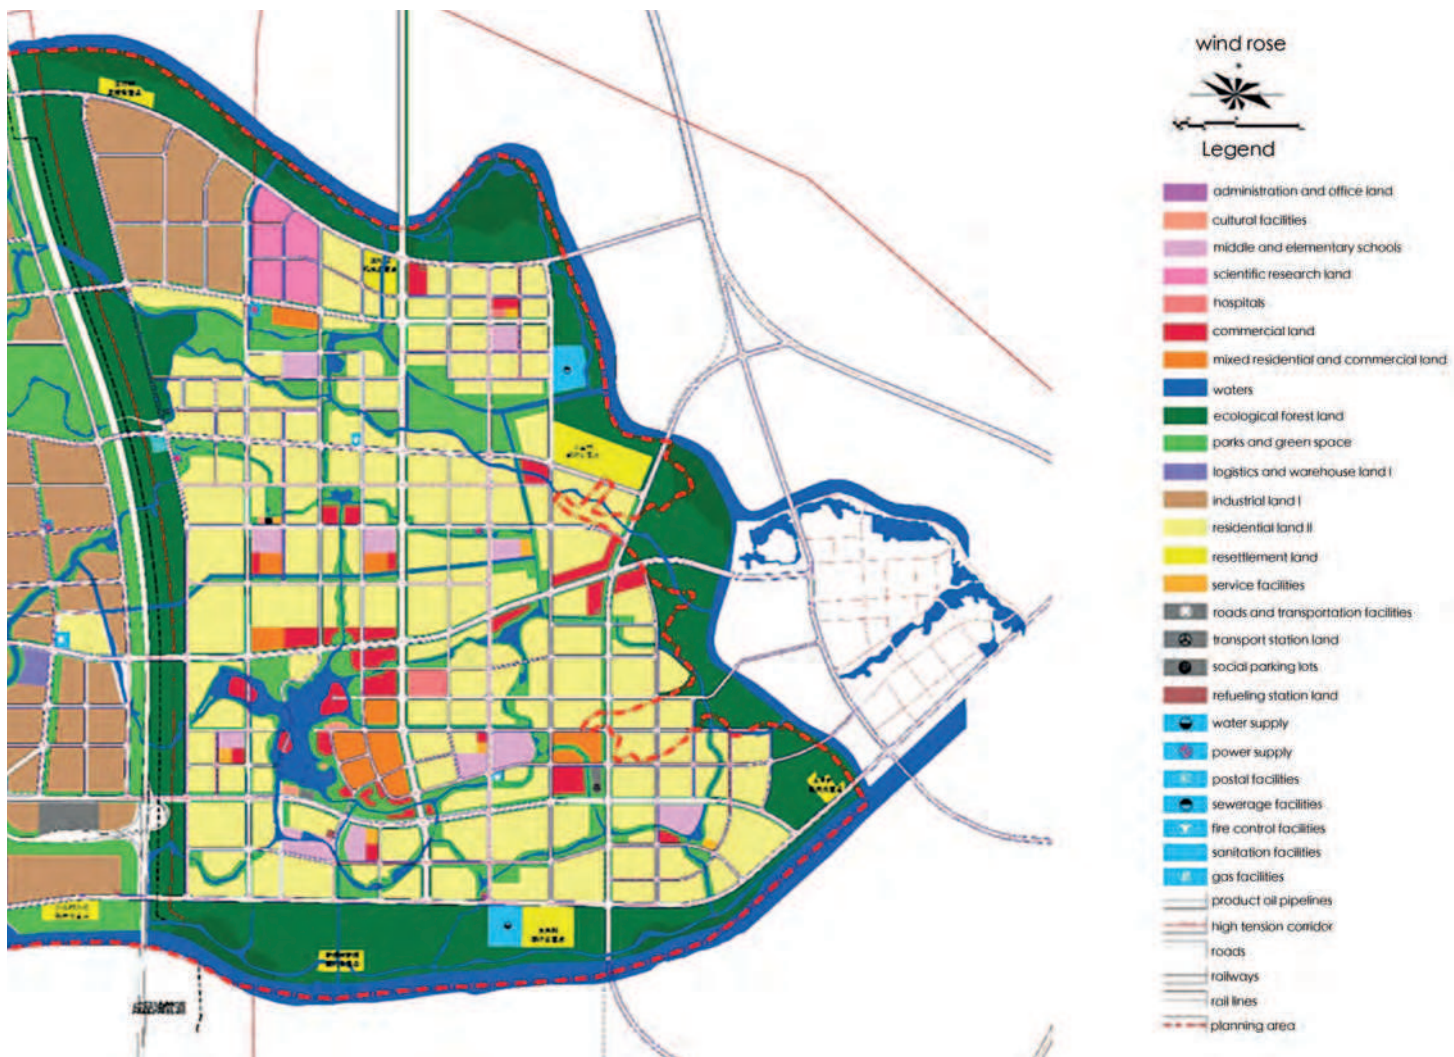 wind rose
Legend
administration and office land
cultural facilities
middle and elementary schools
scientific research land
hospitals
commercial land
mixed residential and commercial land
waters
ecological forest land
parks and green space
logistics and warehouse land I
industrial land I
residential land II
resettlement land
service facilities
roads and transportation facilities
transport station land
social parking lots
refueling station land
water supply
power supply
postal facilities
sewerage facilities
fire control facilities
sanitation facilities
gas facilities
product oil pipelines
high tension corridor
roads
railways
rail lines
planning area